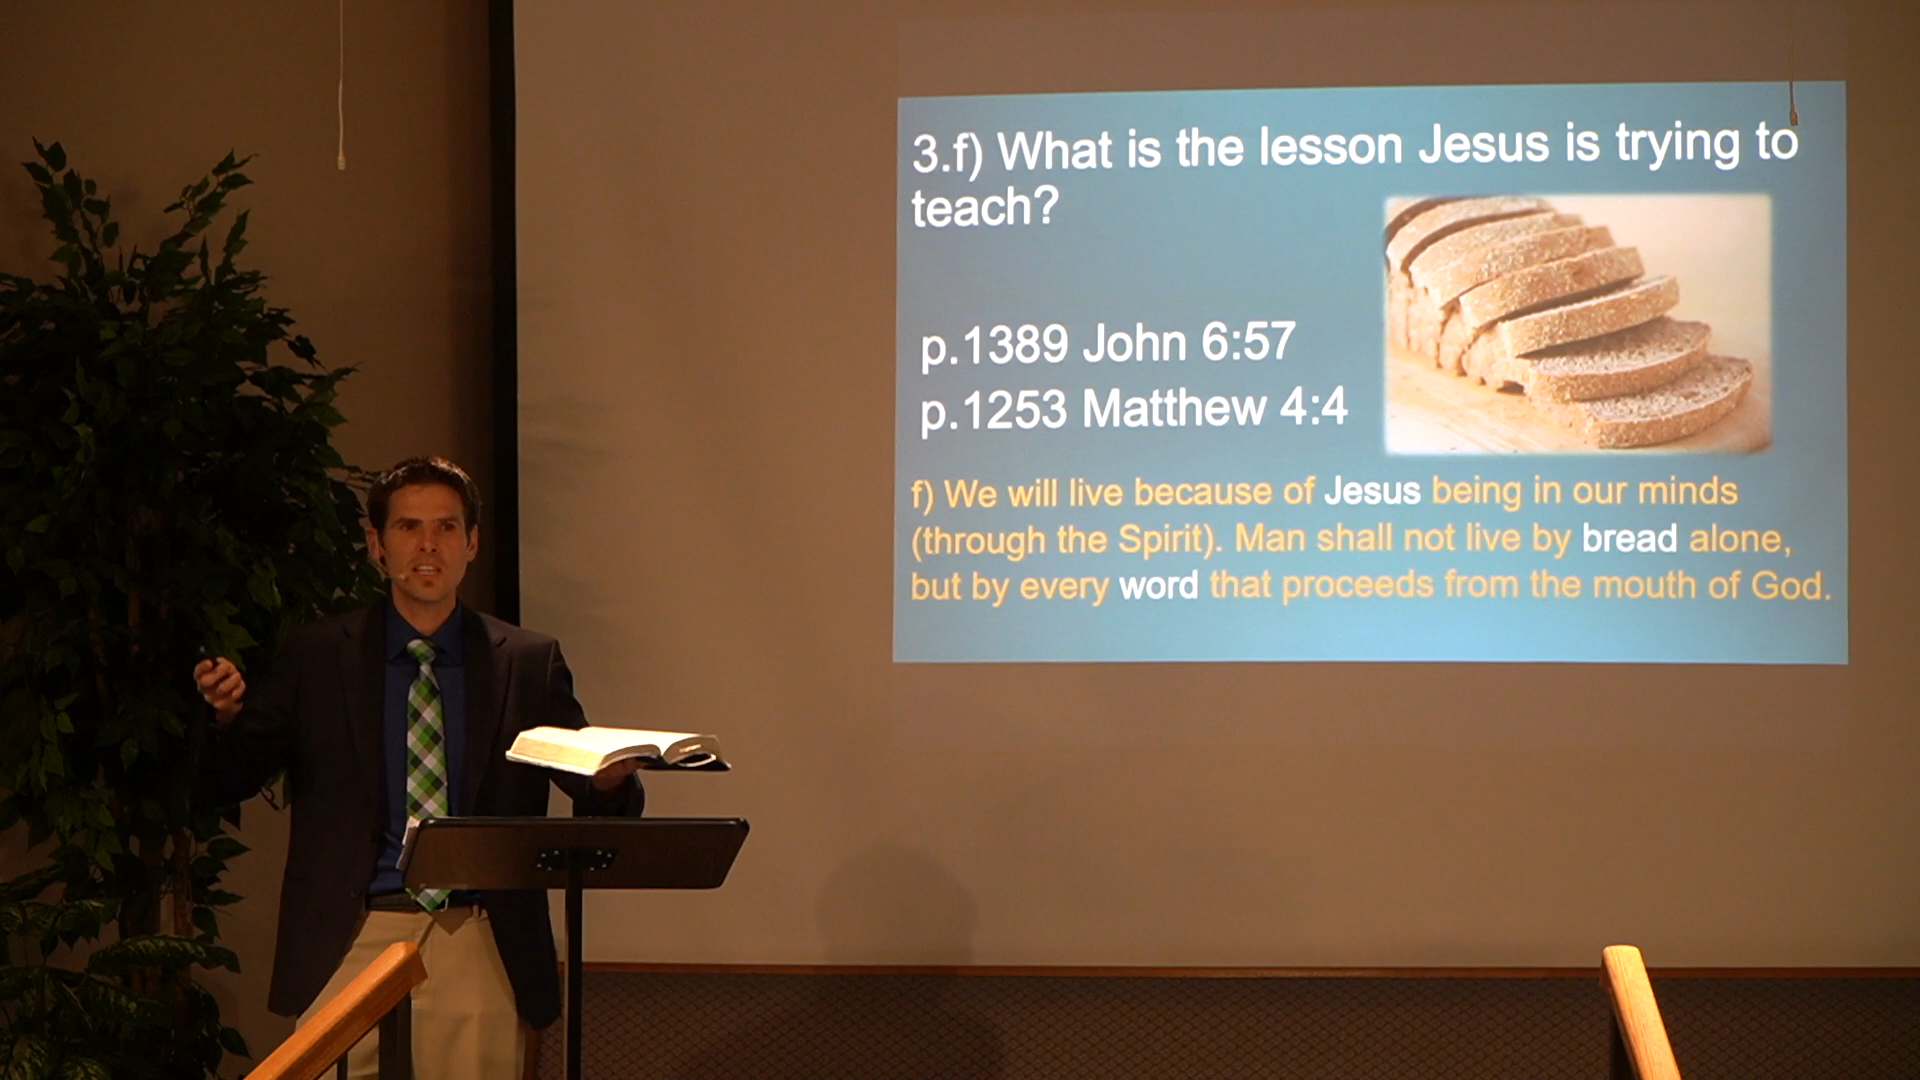 3.f) What is the lesson Jesus is trying to
teach?
p.1389 John 6:57
p.1253 Matthew 4:4
f) We will live because of Jesus being in our minds
(through the Spirit). Man shall not live by bread alone,
but by every word that proceeds from the mouth of God.